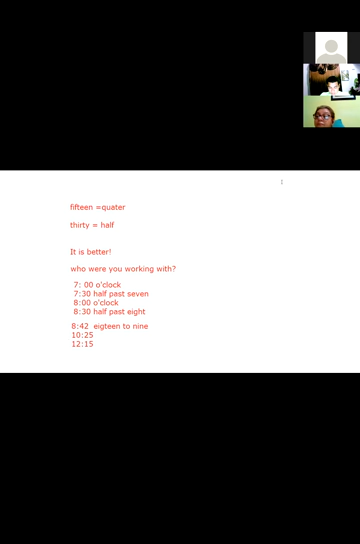 1
fifteen =quater
thirty = half
It is better!
who were you working with?
7: 00 o'clock
7:30 half past seven
8:00 o'clock
8:30 half past eight
8:42  eigteen to nine
10:25
12:15